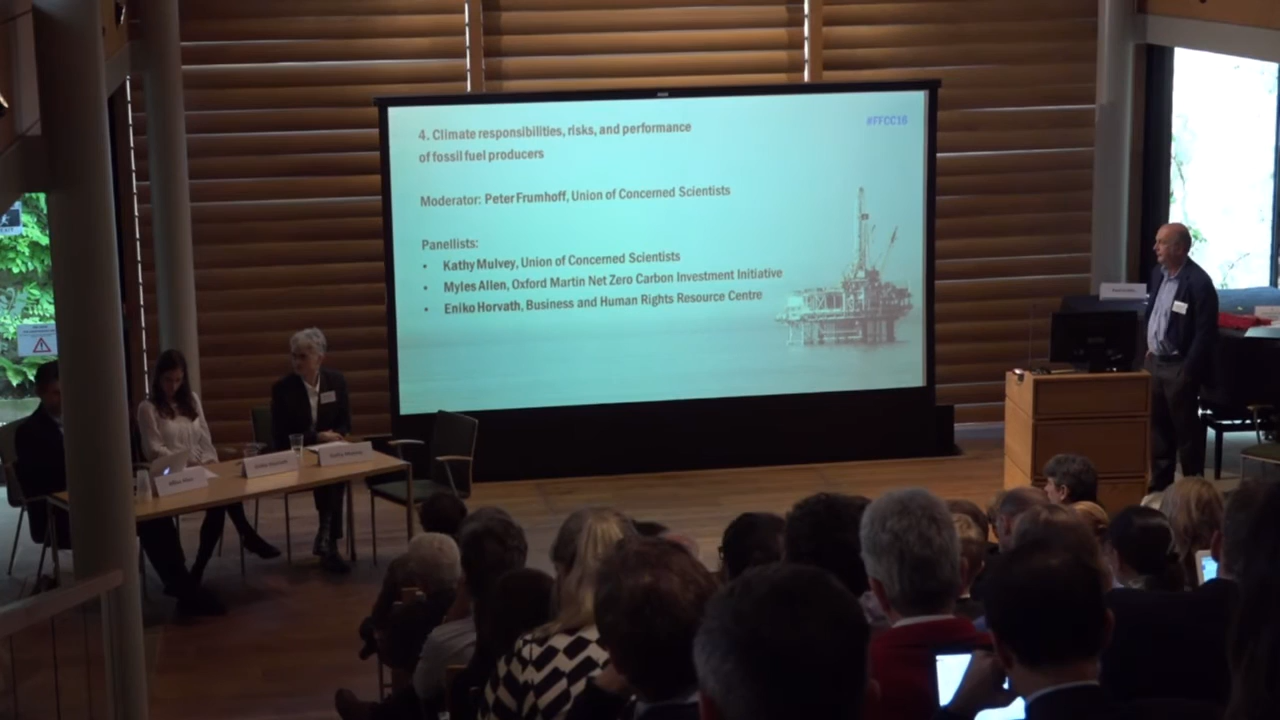 4. Climate responsibilities, risks, and performance
of fossil fuel producers
#FFCC16
Moderator: Peter Frumhoff, Union of Concerned Scientists
Panellists:
• Kathy Mulvey, Union of Concerned Scientists
• Myles Allen, Oxford Martin Net Zero Carbon Investment Initiative
• Eniko Horvath, Business and Human Rights Resource Centre